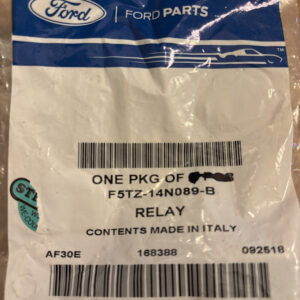 Ford
FORD PARTS
ONE PKG OF
F5TZ-14N089-B
RELAY
CONTENTS MADE IN ITALY
AF30E 168388 092518